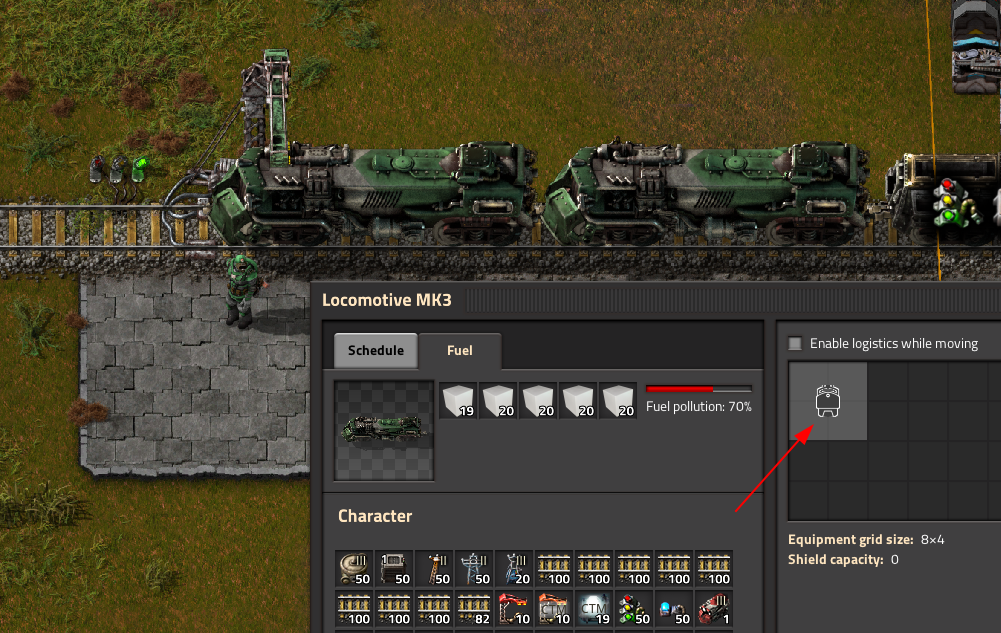 Locomotive MK3
Schedule
Fuel
Enable logistics while moving
19 20 20 20 20
Fuel pollution: 70%
Character
Equipment grid size: 8×4
Shield capacity: 0
50 50 50 50 20 100 100 100 100 100
100 100 100 82 10 CTM 10 CTM 19 50 50 1